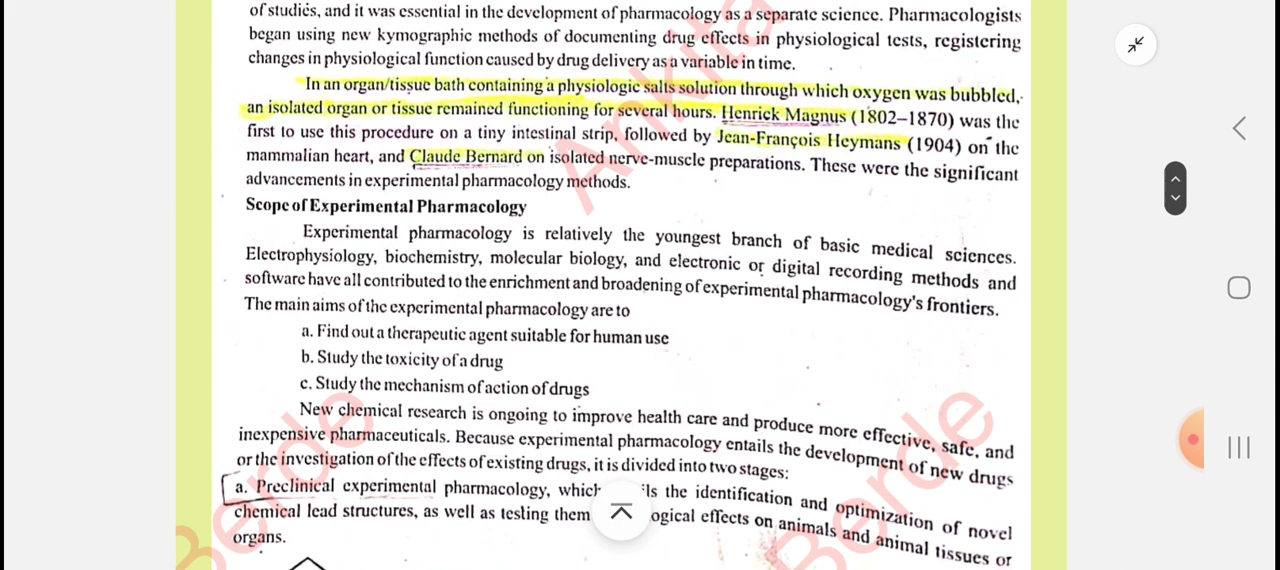 of studies, and it was essential in the development of pharmacology as a separate science. Pharmacologists
began using new kymographic methods of documenting drug effects in physiological tests, registering
changes in physiological function caused by drug delivery as a variable in time.
In an organ/tissue bath containing a physiologic salts solution through which oxygen was bubbled,
an isolated organ or tissue remained functioning for several hours. Henrick Magnus (1802–1870) was the
first to use this procedure on a tiny intestinal strip, followed by Jean-François Heymans (1904) on the
mammalian heart, and Claude Bernard on isolated nerve-muscle preparations. These were the significant
advancements in experimental pharmacology methods.
Scope of Experimental Pharmacology
Experimental pharmacology is relatively the youngest branch of basic medical sciences.
Electrophysiology, biochemistry, molecular biology, and electronic or digital recording methods and
software have all contributed to the enrichment and broadening of experimental pharmacology's frontiers.
The main aims of the experimental pharmacology are to
a. Find out a therapeutic agent suitable for human use
b. Study the toxicity of a drug
c. Study the mechanism of action of drugs
New chemical research is ongoing to improve health care and produce more effective, safe, and
inexpensive pharmaceuticals. Because experimental pharmacology entails the development of new drugs
or the investigation of the effects of existing drugs, it is divided into two stages:
a. Preclinical experimental pharmacology, the identification and optimization of novel
chemical lead structures, as well as testing them effects on animals and animal tissues or
organs.
Ankita
Berde
Berde